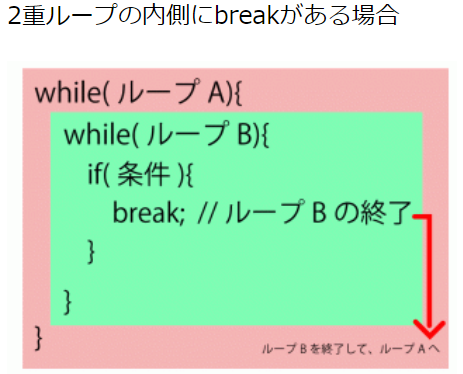 2重ループの内側にbreakがある場合
while( ループ A){
while( ループ B){
if( 条件 ){
break; // ループ B の終了
}
}
}
ループ B を終了して、ループ A へ